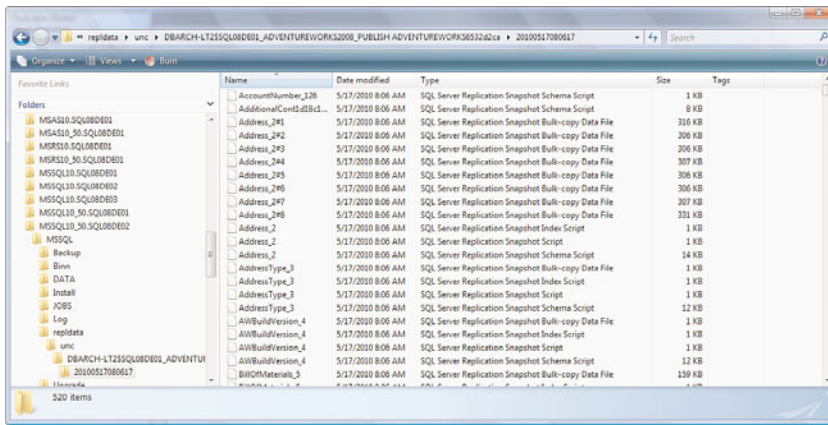 « repldata ▸ unc ▸ DBARCH-LT2SSQL08DE01_ADVENTUREWORKS2008_PUBLISH ADVENTUREWORKS6532d2ca ▸ 20100517080617
Search
Organize Views Burn
Favorite Links
Folders
MSAS10.SQL08DE01
MSAS10_50.SQL08DE01
MSRS10.SQL08DE01
MSRS10_50.SQL08DE01
MSSQL10.SQL08DE01
MSSQL10.SQL08DE02
MSSQL10.SQL08DE03
MSSQL10_50.SQL08DE01
MSSQL10_50.SQL08DE02
MSSQL
Backup
Binn
DATA
Install
JOBS
Log
repldata
unc
DBARCH-LT2SSQL08DE01_ADVENTU
20100517080617
Upgrade
Name Date modified Type Size Tags
AccountNumber_126 5/17/2010 8:06 AM SQL Server Replication Snapshot Schema Script 1 KB
AdditionalCont1d18c1... 5/17/2010 8:06 AM SQL Server Replication Snapshot Schema Script 8 KB
Address_2#1 5/17/2010 8:06 AM SQL Server Replication Snapshot Bulk-copy Data File 316 KB
Address_2#2 5/17/2010 8:06 AM SQL Server Replication Snapshot Bulk-copy Data File 306 KB
Address_2#3 5/17/2010 8:06 AM SQL Server Replication Snapshot Bulk-copy Data File 306 KB
Address_2#4 5/17/2010 8:06 AM SQL Server Replication Snapshot Bulk-copy Data File 307 KB
Address_2#5 5/17/2010 8:06 AM SQL Server Replication Snapshot Bulk-copy Data File 306 KB
Address_2#6 5/17/2010 8:06 AM SQL Server Replication Snapshot Bulk-copy Data File 306 KB
Address_2#7 5/17/2010 8:06 AM SQL Server Replication Snapshot Bulk-copy Data File 307 KB
Address_2#8 5/17/2010 8:06 AM SQL Server Replication Snapshot Bulk-copy Data File 331 KB
Address_2 5/17/2010 8:06 AM SQL Server Replication Snapshot Index Script 1 KB
Address_2 5/17/2010 8:06 AM SQL Server Replication Snapshot Script 1 KB
Address_2 5/17/2010 8:06 AM SQL Server Replication Snapshot Schema Script 14 KB
AddressType_3 5/17/2010 8:06 AM SQL Server Replication Snapshot Bulk-copy Data File 1 KB
AddressType_3 5/17/2010 8:06 AM SQL Server Replication Snapshot Index Script 1 KB
AddressType_3 5/17/2010 8:06 AM SQL Server Replication Snapshot Script 1 KB
AddressType_3 5/17/2010 8:06 AM SQL Server Replication Snapshot Schema Script 12 KB
AWBuildVersion_4 5/17/2010 8:06 AM SQL Server Replication Snapshot Bulk-copy Data File 1 KB
AWBuildVersion_4 5/17/2010 8:06 AM SQL Server Replication Snapshot Index Script 1 KB
AWBuildVersion_4 5/17/2010 8:06 AM SQL Server Replication Snapshot Script 1 KB
AWBuildVersion_4 5/17/2010 8:06 AM SQL Server Replication Snapshot Schema Script 12 KB
BillOfMaterials_5 5/17/2010 8:06 AM SQL Server Replication Snapshot Bulk-copy Data File 159 KB
520 items